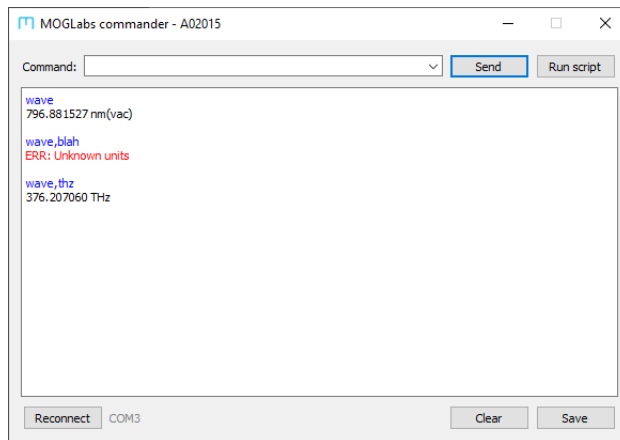 MOGLabs commander - A02015
Command: Send Run script
wave
796.881527 nm(vac)
wave,blah
ERR: Unknown units
wave,thz
376.207060 THz
Reconnect COM3 Clear Save